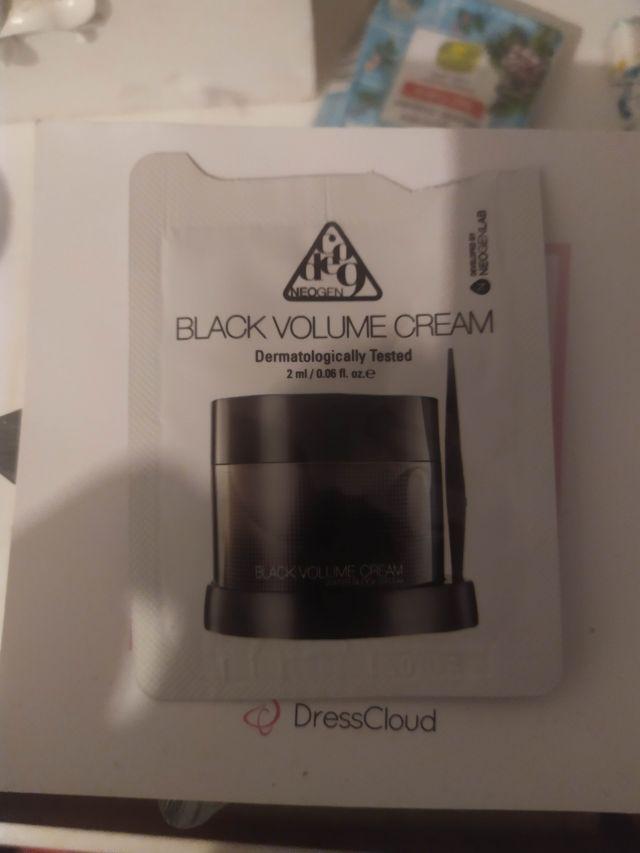 deog
NEOGEN
DEVELOPED BY
NEOGENLAB
BLACK VOLUME CREAM
Dermatologically Tested
2 ml / 0.06 fl. oz.℮
BLACK VOLUME CREAM
DressCloud